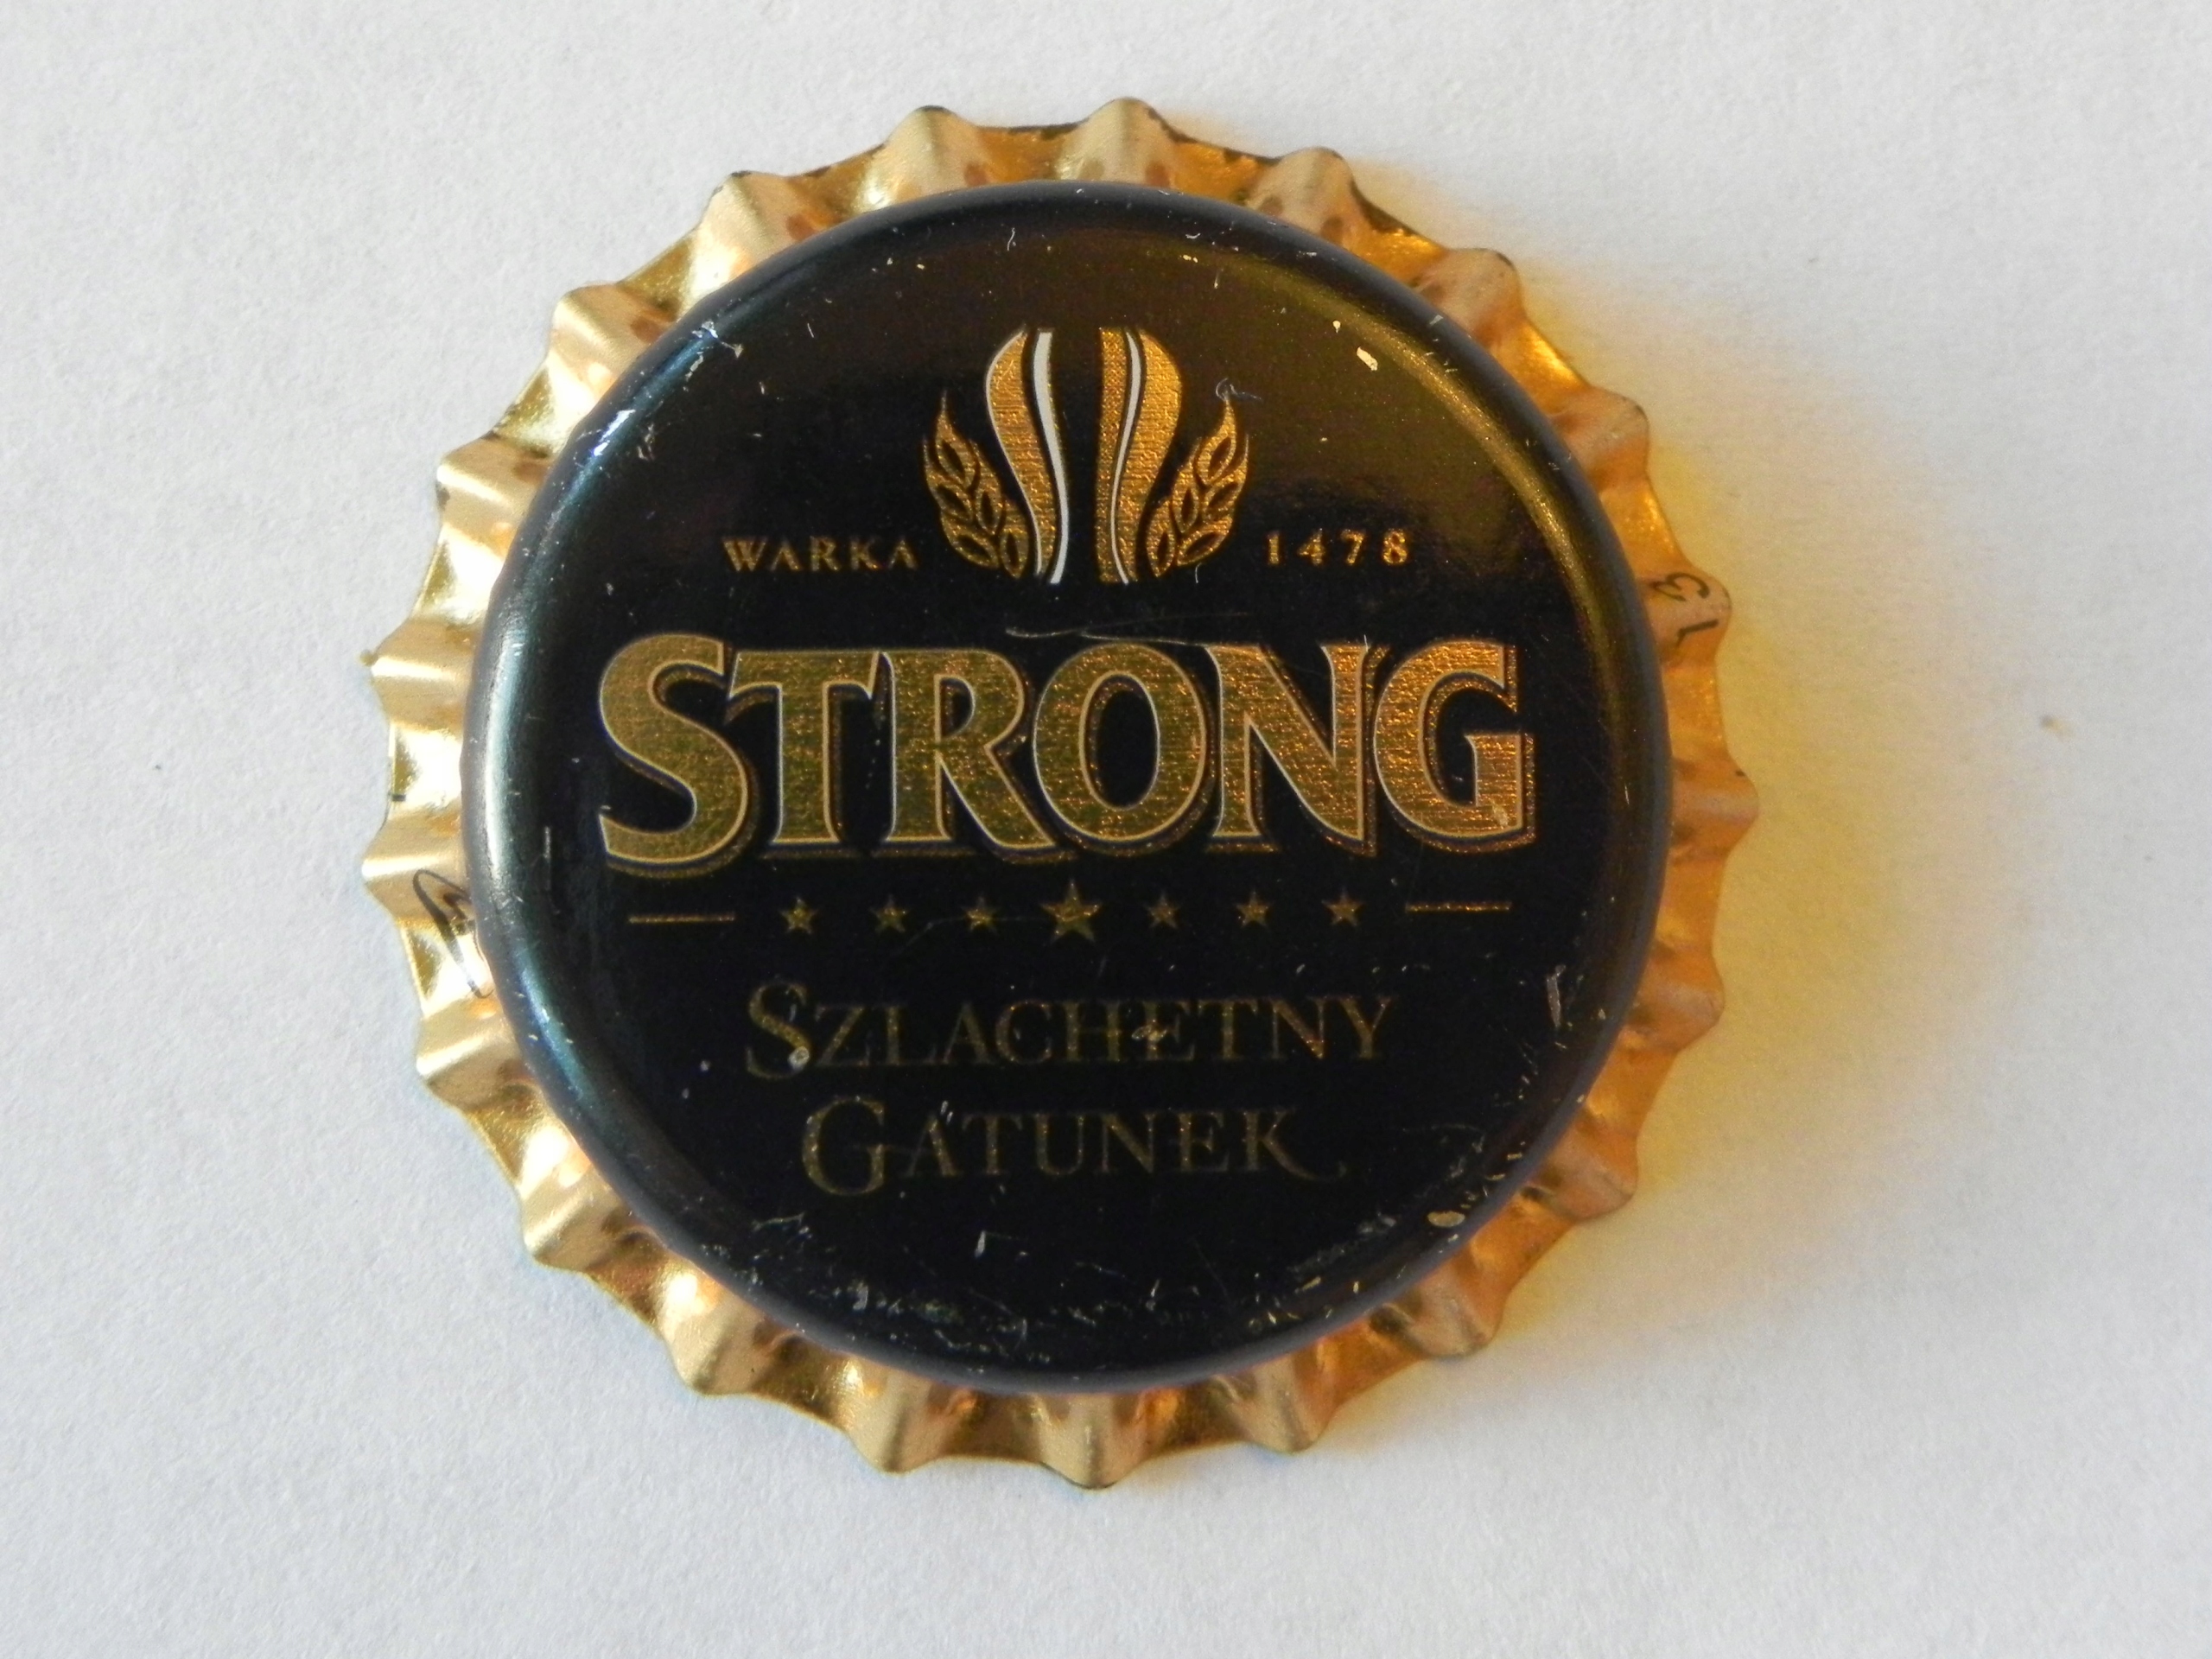 WARKA 1478
STRONG
SZLACHETNY
GATUNEK